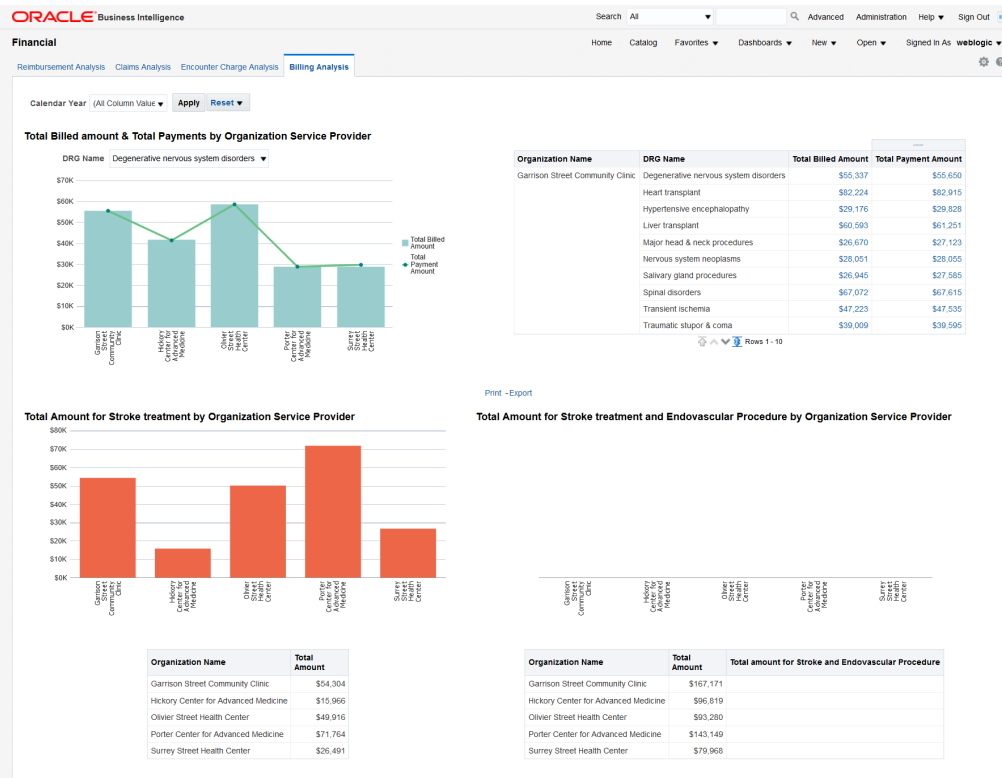 ORACLE Business Intelligence
Search All Advanced Administration Help Sign Out
Financial
Home Catalog Favorites Dashboards New Open Signed In As weblogic
Reimbursement Analysis Claims Analysis Encounter Charge Analysis Billing Analysis
Calendar Year (All Column Value Apply Reset
Total Billed amount & Total Payments by Organization Service Provider
DRG Name Degenerative nervous system disorders
$70K
$60K
$50K
$40K
$30K
$20K
$10K
$0K
Garrison
Street
Community
Clinic
Hickory
Center for
Advanced
Medicine
Olivier
Street
Health
Center
Porter
Center for
Advanced
Medicine
Surrey
Street
Health
Center
Total Billed
Amount
Total
Payment
Amount
Organization Name DRG Name Total Billed Amount Total Payment Amount
Garrison Street Community Clinic Degenerative nervous system disorders $55,337 $55,650
Heart transplant $82,224 $82,915
Hypertensive encephalopathy $29,176 $29,828
Liver transplant $60,593 $61,251
Major head & neck procedures $26,670 $27,123
Nervous system neoplasms $28,051 $28,055
Salivary gland procedures $26,945 $27,585
Spinal disorders $67,072 $67,615
Transient ischemia $47,223 $47,535
Traumatic stupor & coma $39,009 $39,595
Rows 1 - 10
Print - Export
Total Amount for Stroke treatment by Organization Service Provider
$80K
$70K
$60K
$50K
$40K
$30K
$20K
$10K
$0K
Garrison
Street
Community
Clinic
Hickory
Center for
Advanced
Medicine
Olivier
Street
Health
Center
Porter
Center for
Advanced
Medicine
Surrey
Street
Health
Center
Total Amount for Stroke treatment and Endovascular Procedure by Organization Service Provider
Garrison
Street
Community
Clinic
Hickory
Center for
Advanced
Medicine
Olivier
Street
Health
Center
Porter
Center for
Advanced
Medicine
Surrey
Street
Health
Center
Organization Name Total Amount
Garrison Street Community Clinic $54,304
Hickory Center for Advanced Medicine $15,966
Olivier Street Health Center $49,916
Porter Center for Advanced Medicine $71,764
Surrey Street Health Center $26,491
Organization Name Total Amount Total amount for Stroke and Endovascular Procedure
Garrison Street Community Clinic $167,171
Hickory Center for Advanced Medicine $96,819
Olivier Street Health Center $93,280
Porter Center for Advanced Medicine $143,149
Surrey Street Health Center $79,968